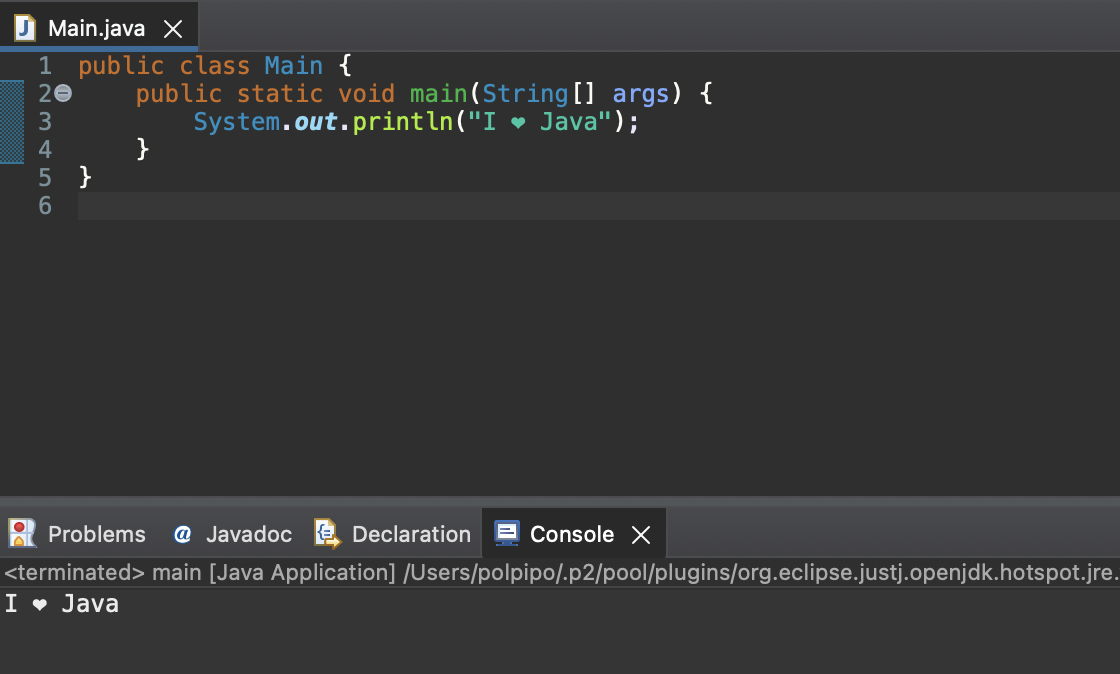 Main.java
1 public class Main {
2     public static void main(String[] args) {
3         System.out.println("I ❤ Java");
4     }
5 }
6
Problems @ Javadoc Declaration Console
<terminated> main [Java Application] /Users/polpipo/.p2/pool/plugins/org.eclipse.justj.openjdk.hotspot.jre.
I ❤ Java